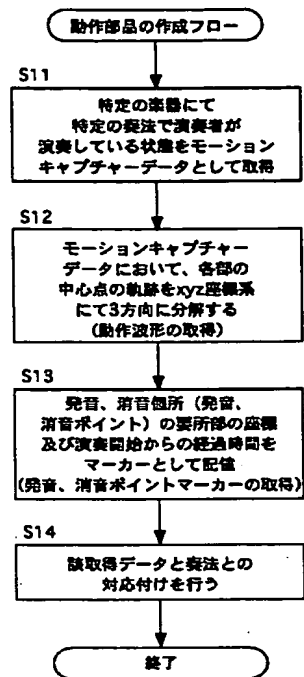 動作部品の作成フロー
S11
特定の楽器にて
特定の奏法で演奏者が
演奏している状態をモーション
キャプチャーデータとして取得
S12
モーションキャプチャー
データにおいて、各部の
中心点の軌跡をxyz座標系
にて3方向に分解する
(動作波形の取得)
S13
発音、消音個所(発音、
消音ポイント)の要所部の座標
及び演奏開始からの経過時間を
マーカーとして記憶
(発音、消音ポイントマーカーの取得)
S14
該取得データと奏法との
対応付けを行う
終了